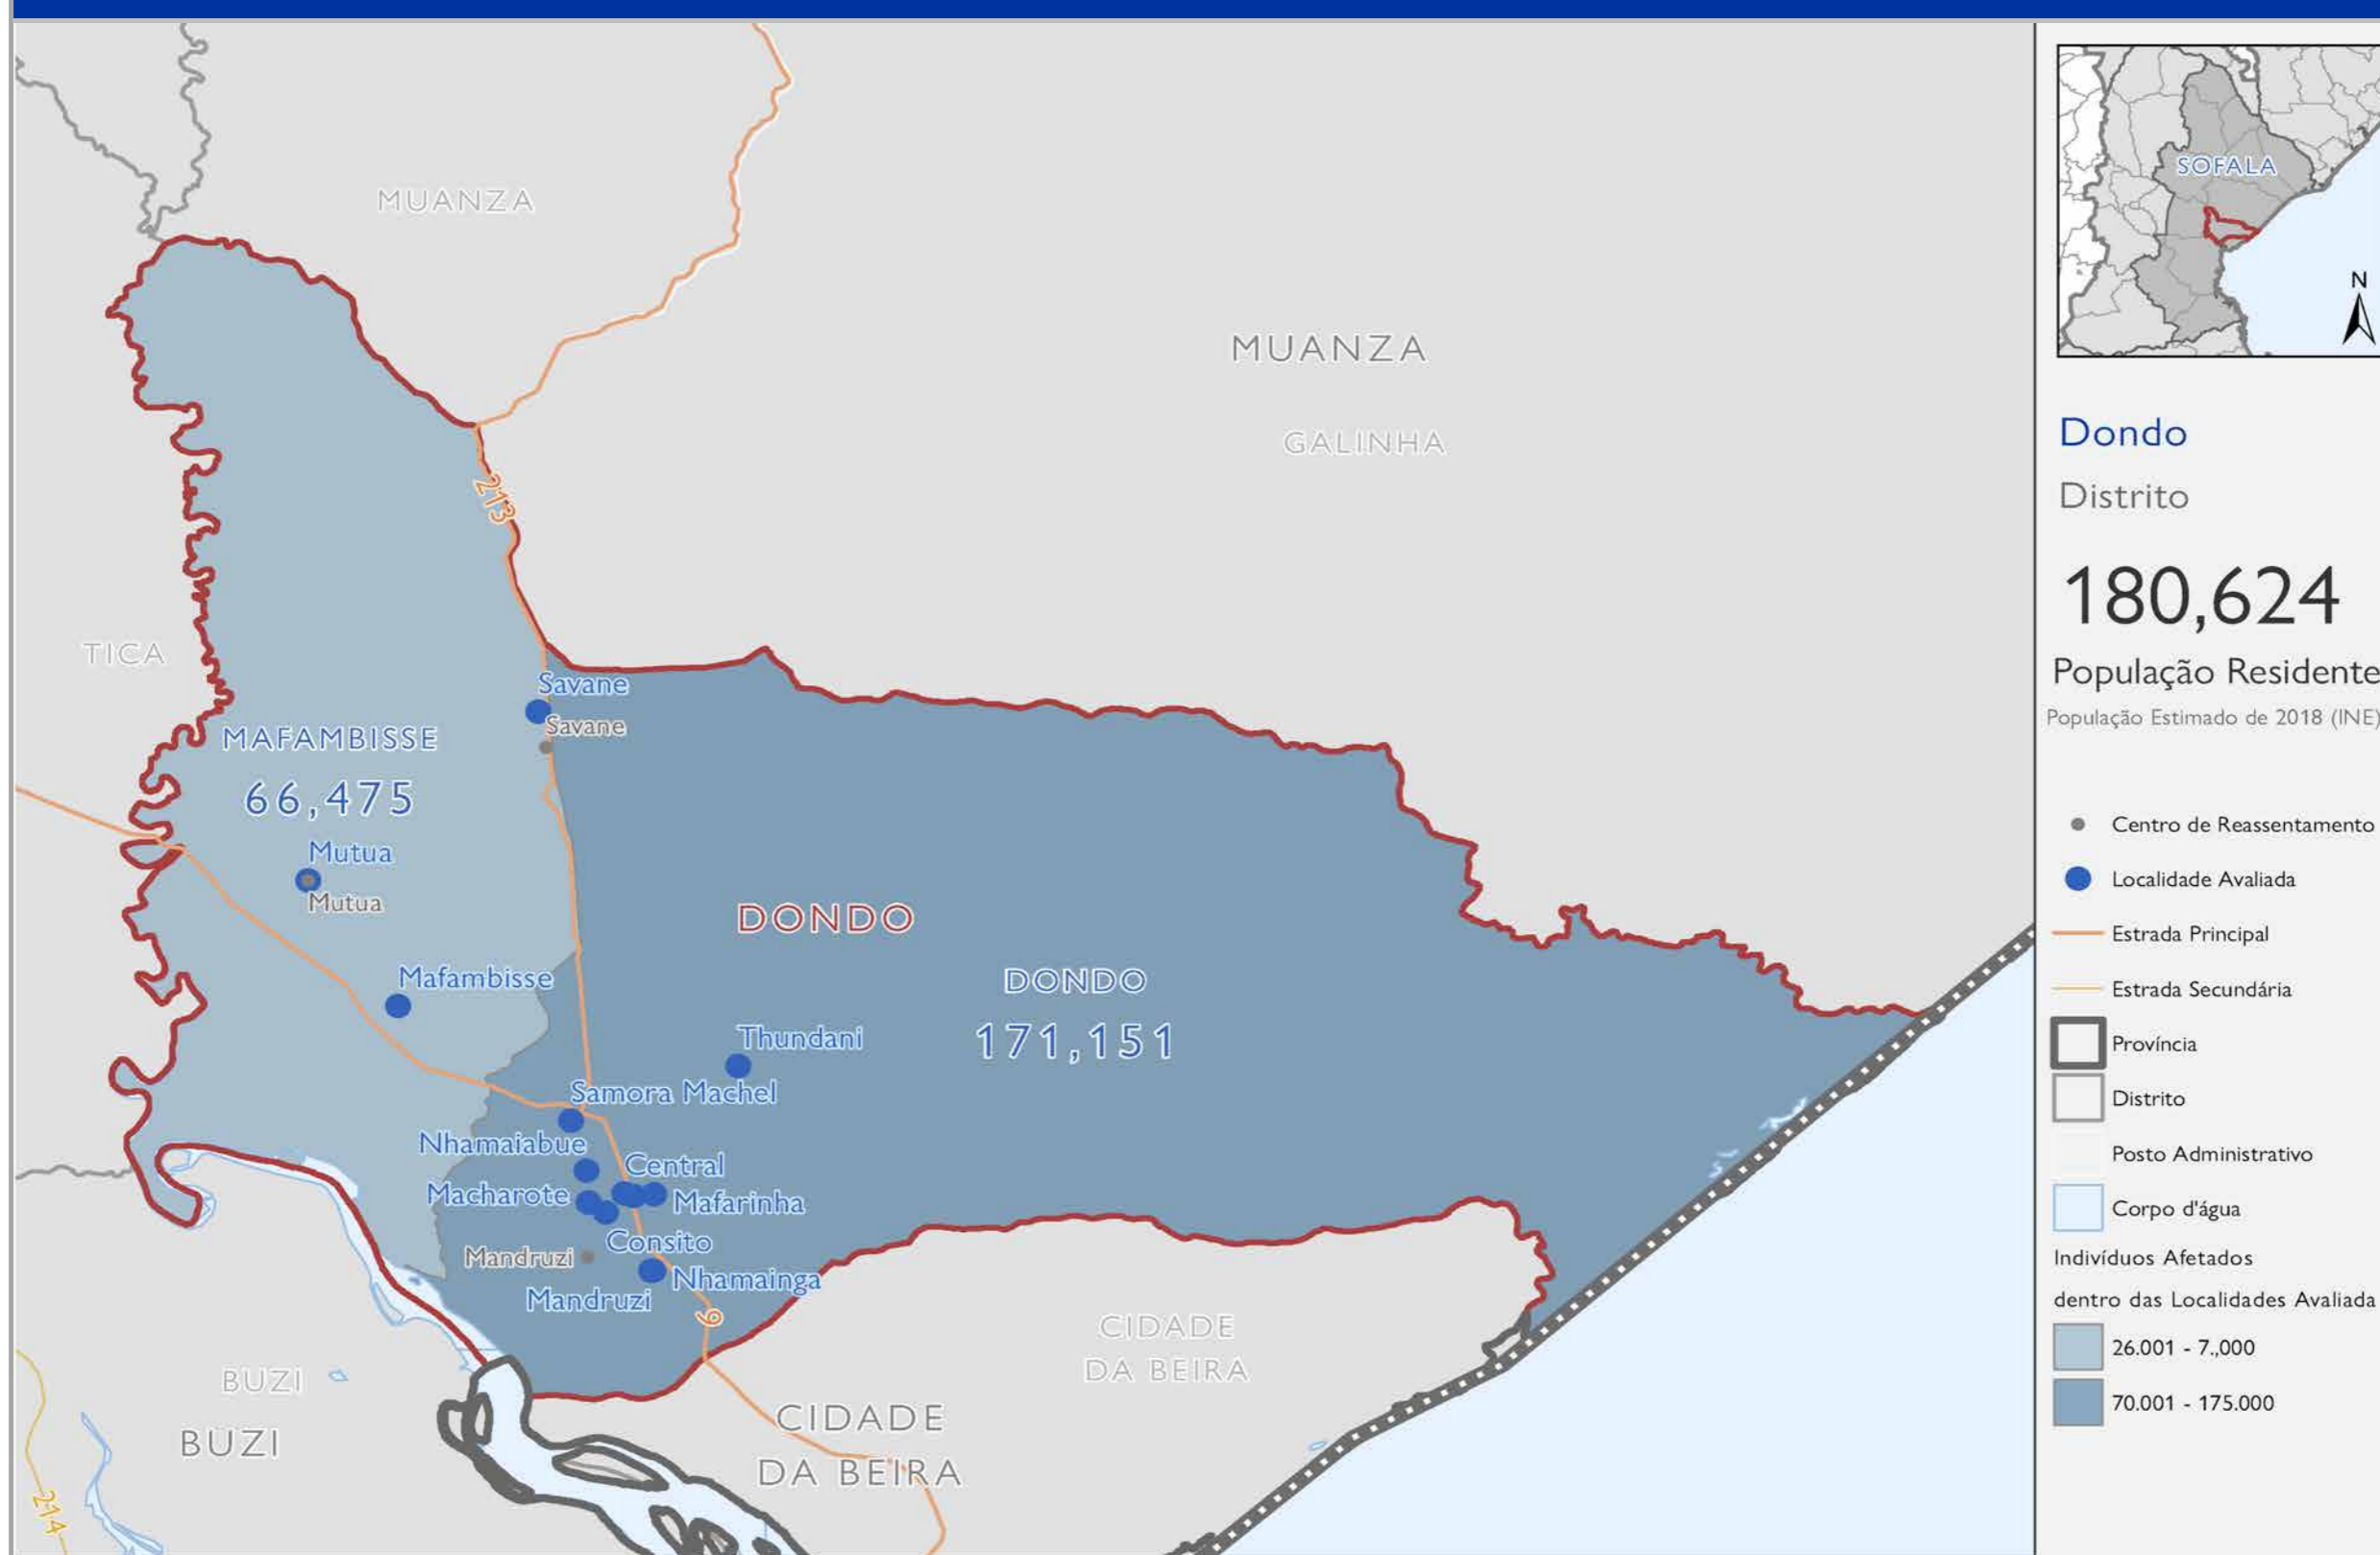 MUANZA
MUANZA
GALINHA
213
TICA
Savane
Savane
MAFAMBISSE
66,475
Mutua
Mutua
DONDO
Mafambisse
DONDO
171,151
Thundani
Samora Machel
Nhamaiabue
Central
Macharote
Mafarinha
Consito
Mandruzi
Nhamainga
Mandruzi
9
CIDADE
DA BEIRA
BUZI
BUZI
CIDADE
DA BEIRA
214
SOFALA
N
Dondo
Distrito
180,624
População Residente
População Estimado de 2018 (INE)
Centro de Reassentamento
Localidade Avaliada
Estrada Principal
Estrada Secundária
Província
Distrito
Posto Administrativo
Corpo d'água
Indivíduos Afetados
dentro das Localidades Avaliada
26.001 - 7.,000
70.001 - 175.000